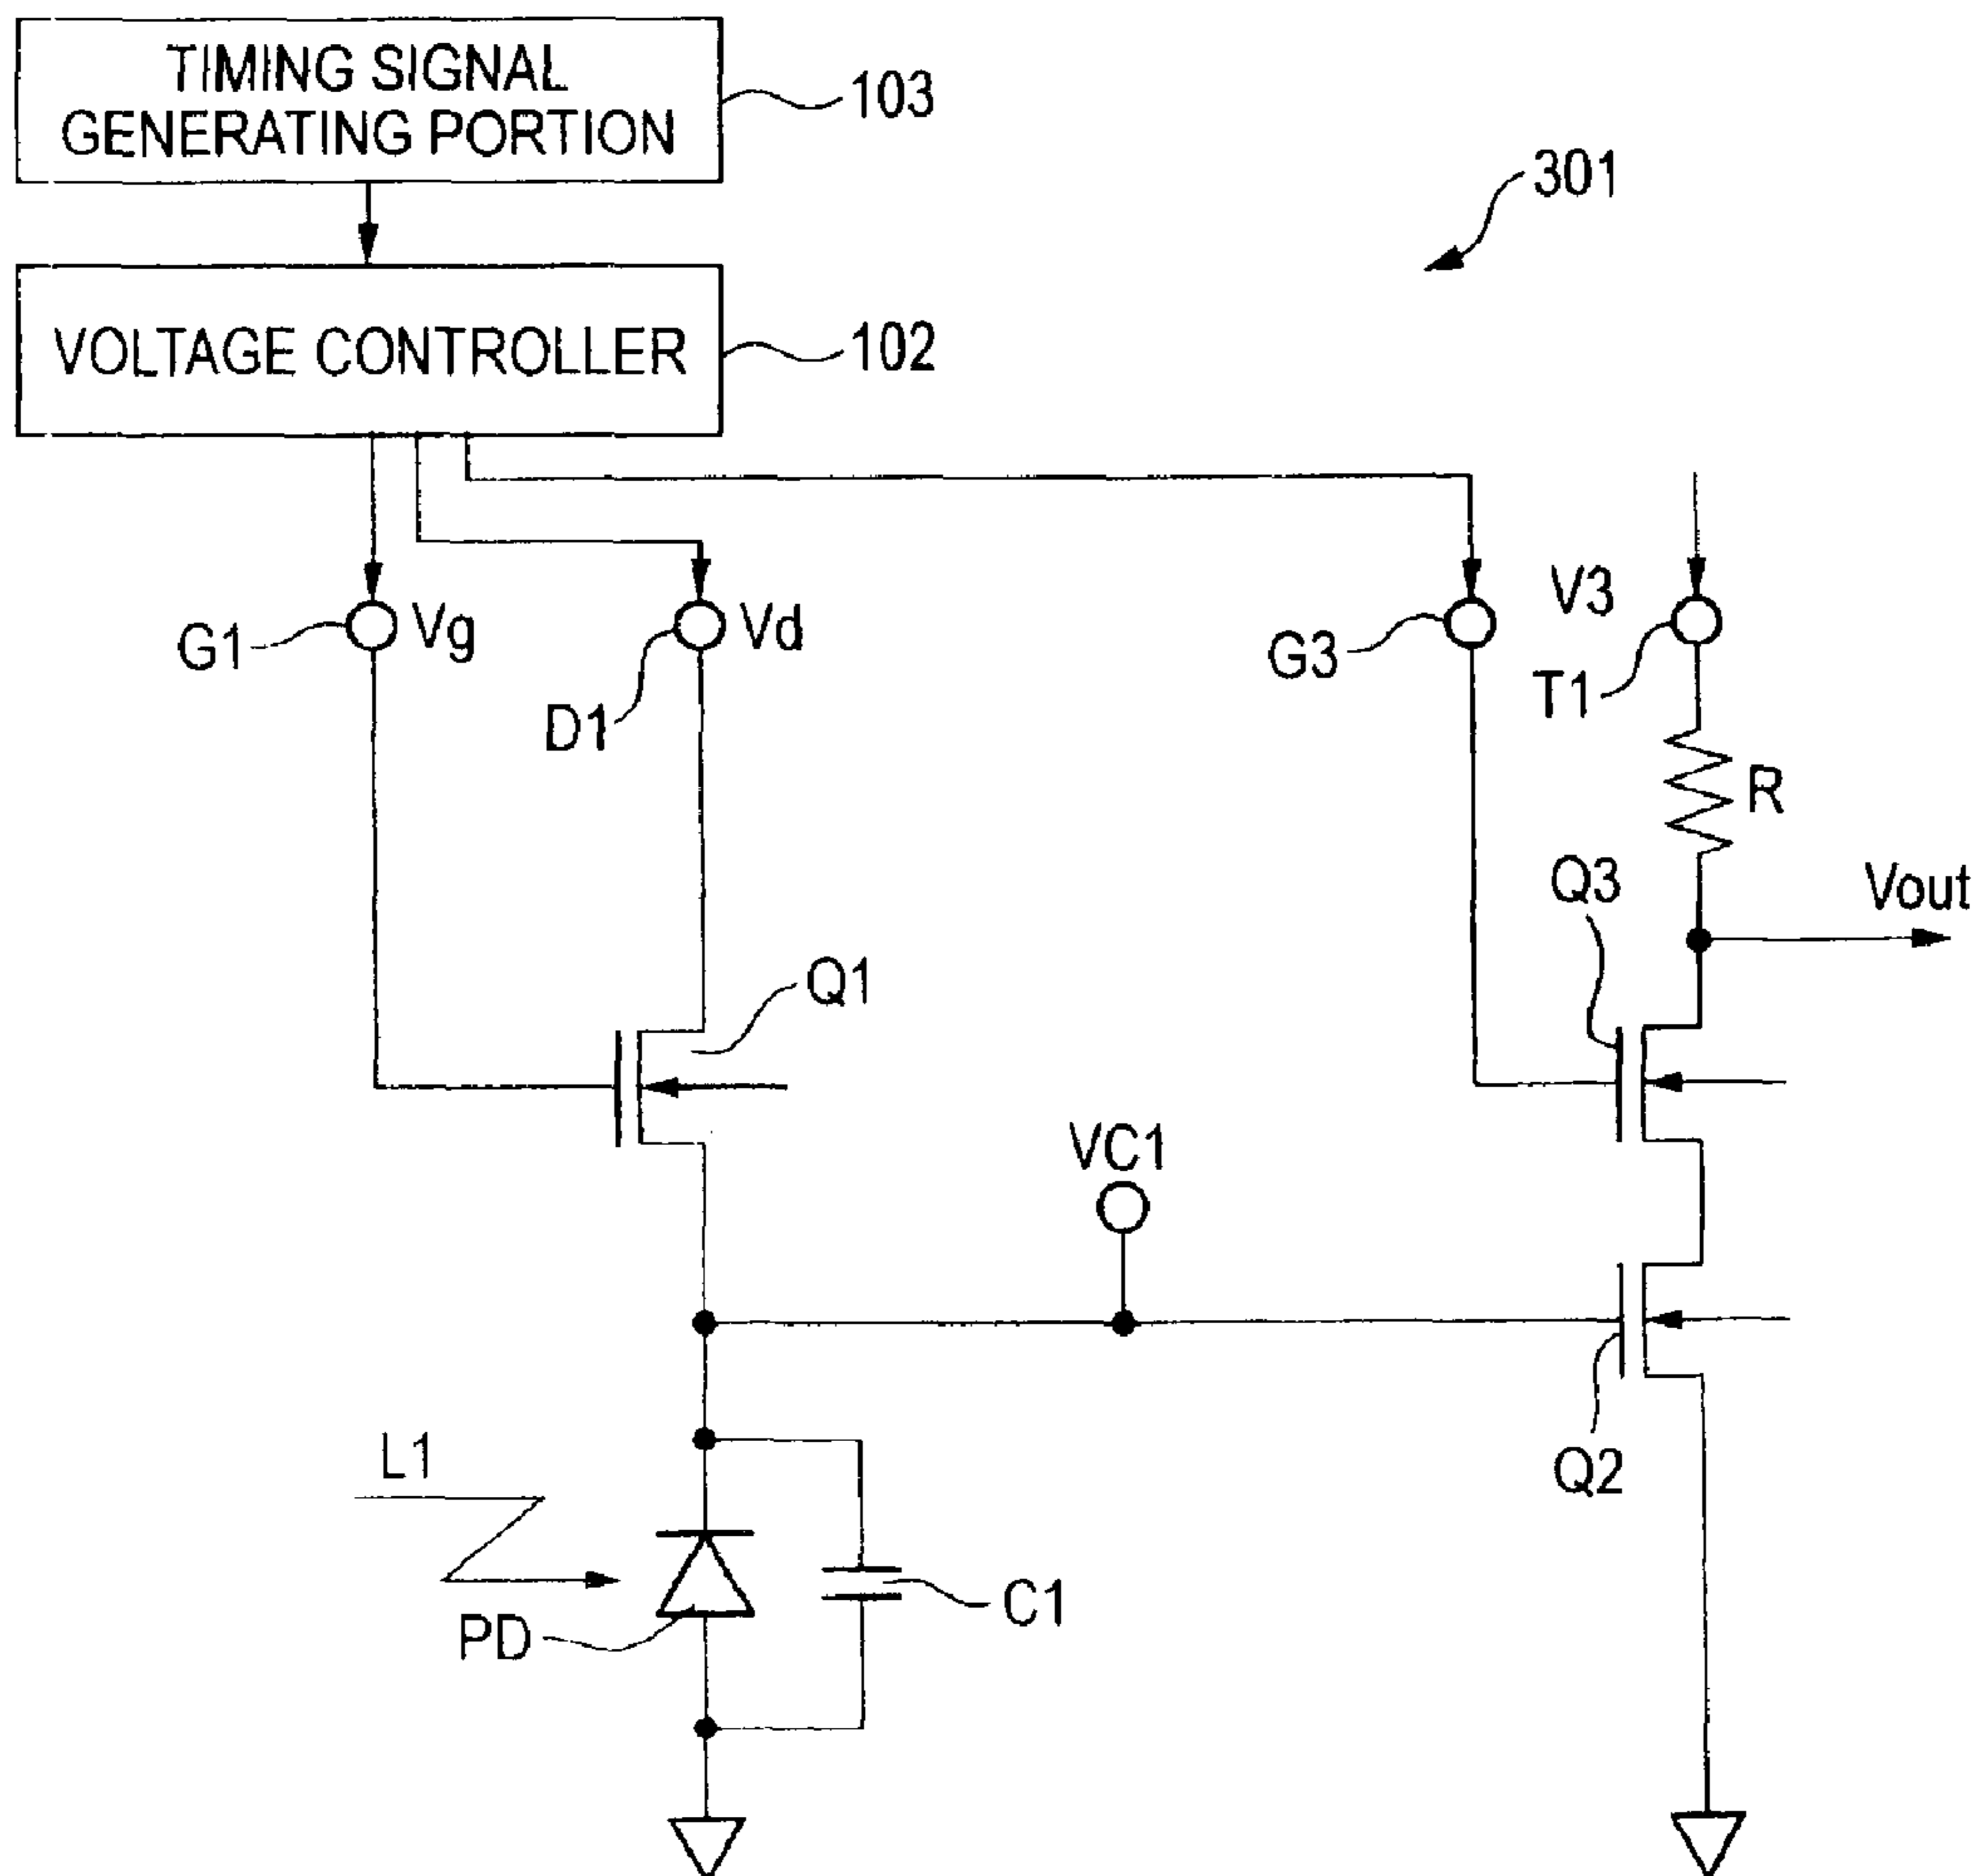 TIMING SIGNAL
GENERATING PORTION
103
301
VOLTAGE CONTROLLER
102
G1
Vg
D1
Vd
G3
V3
T1
R
Q3
Vout
Q1
VC1
Q2
L1
PD
C1